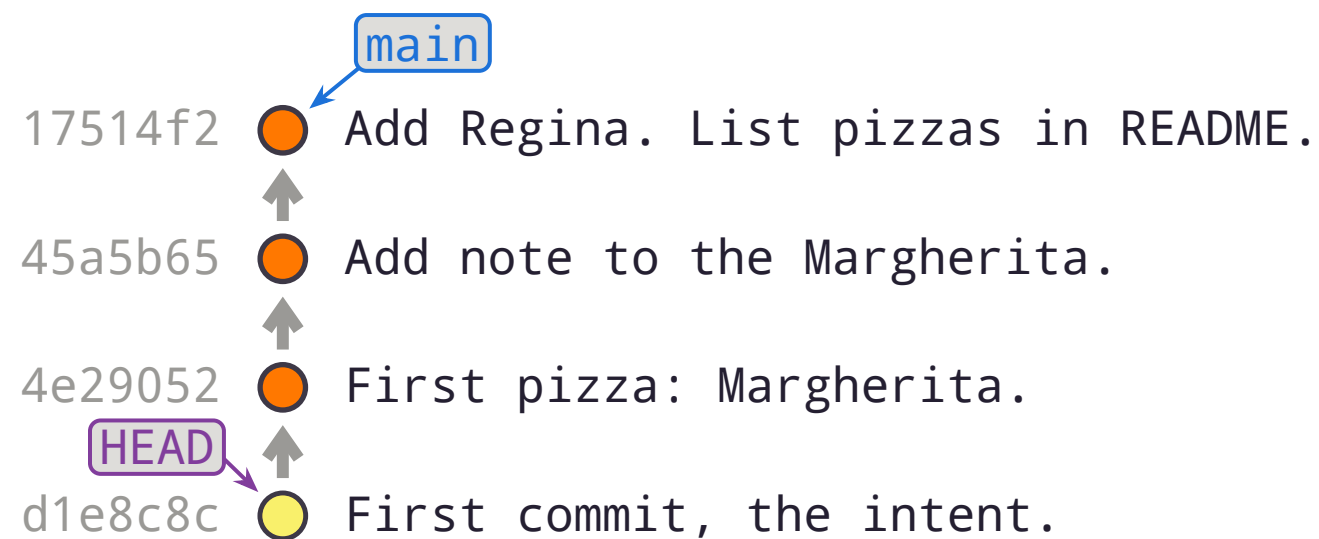 main
17514f2 Add Regina. List pizzas in README.
45a5b65 Add note to the Margherita.
4e29052 First pizza: Margherita.
HEAD
d1e8c8c First commit, the intent.